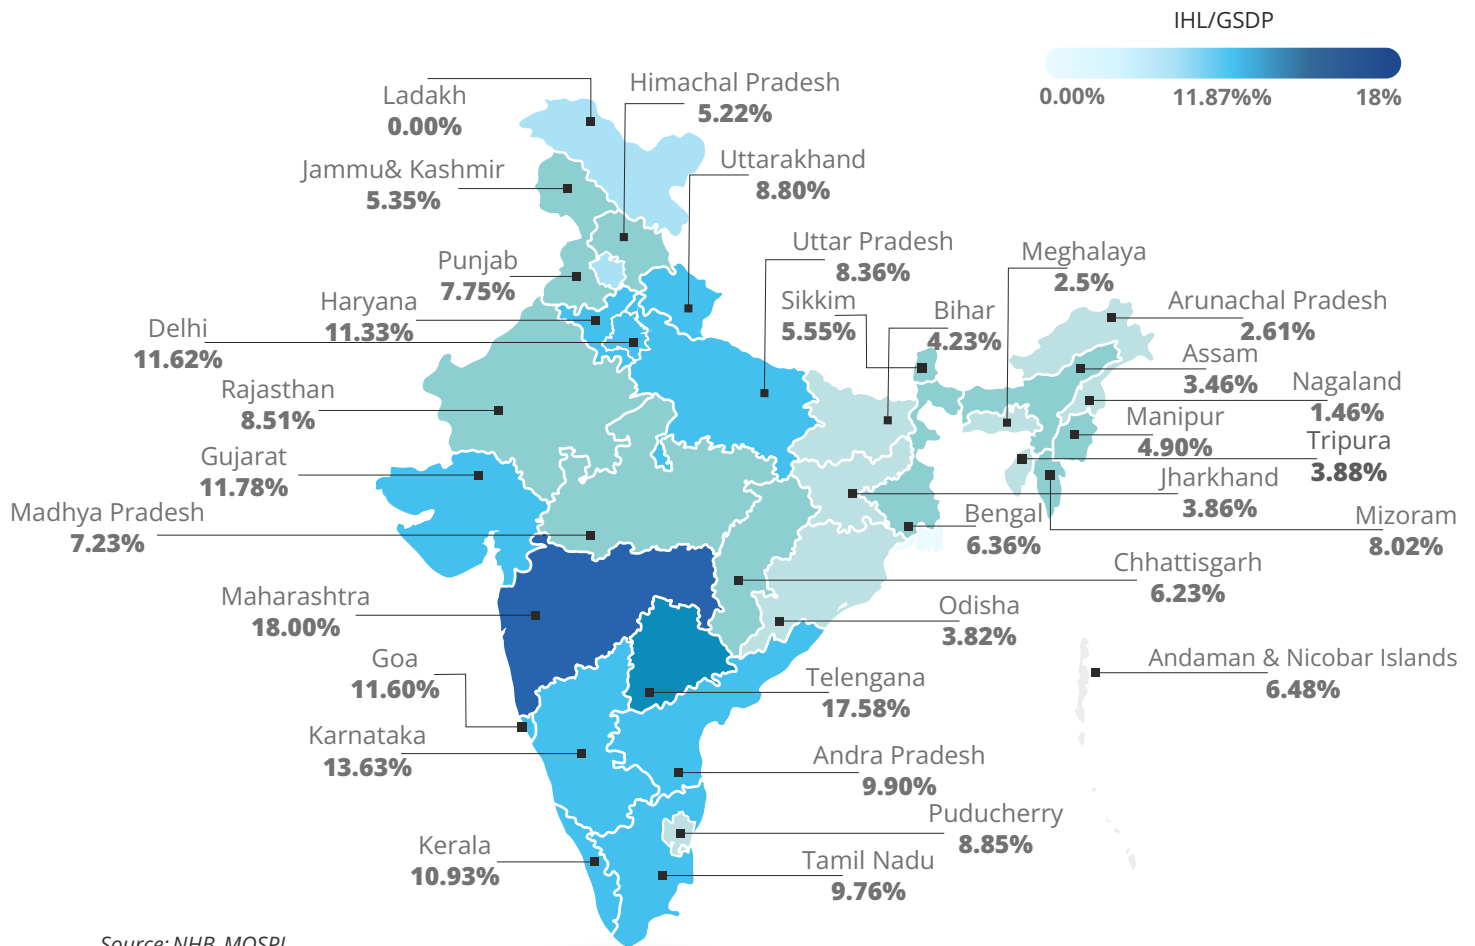 IHL/GSDP
0.00%
11.87%%
18%
Ladakh
0.00%
Himachal Pradesh
5.22%
Jammu& Kashmir
5.35%
Uttarakhand
8.80%
Punjab
7.75%
Uttar Pradesh
8.36%
Meghalaya
2.5%
Haryana
11.33%
Sikkim
5.55%
Bihar
4.23%
Arunachal Pradesh
2.61%
Delhi
11.62%
Assam
3.46%
Rajasthan
8.51%
Nagaland
1.46%
Manipur
4.90%
Tripura
3.88%
Gujarat
11.78%
Jharkhand
3.86%
Madhya Pradesh
7.23%
Bengal
6.36%
Mizoram
8.02%
Chhattisgarh
6.23%
Maharashtra
18.00%
Odisha
3.82%
Goa
11.60%
Telengana
17.58%
Andaman & Nicobar Islands
6.48%
Karnataka
13.63%
Andra Pradesh
9.90%
Puducherry
8.85%
Kerala
10.93%
Tamil Nadu
9.76%
Source: NHB, MOSPI